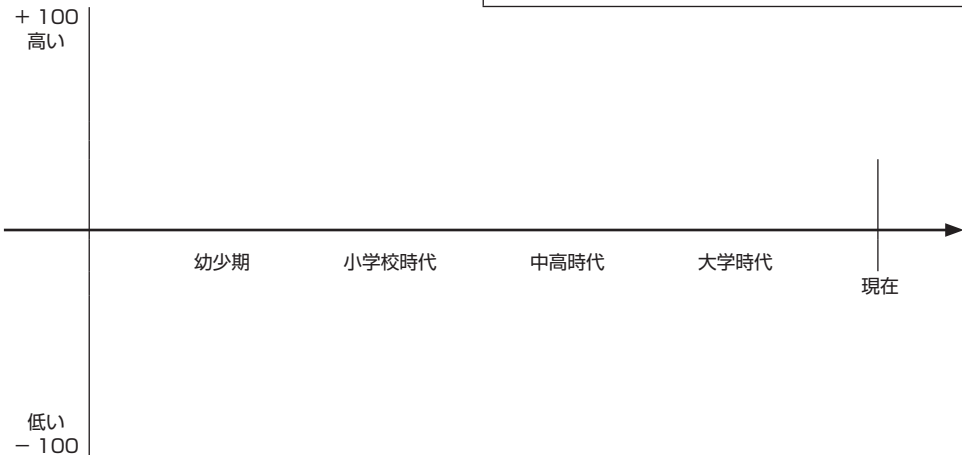 + 100
高い
幼少期
小学校時代
中高時代
大学時代
現在
低い
− 100